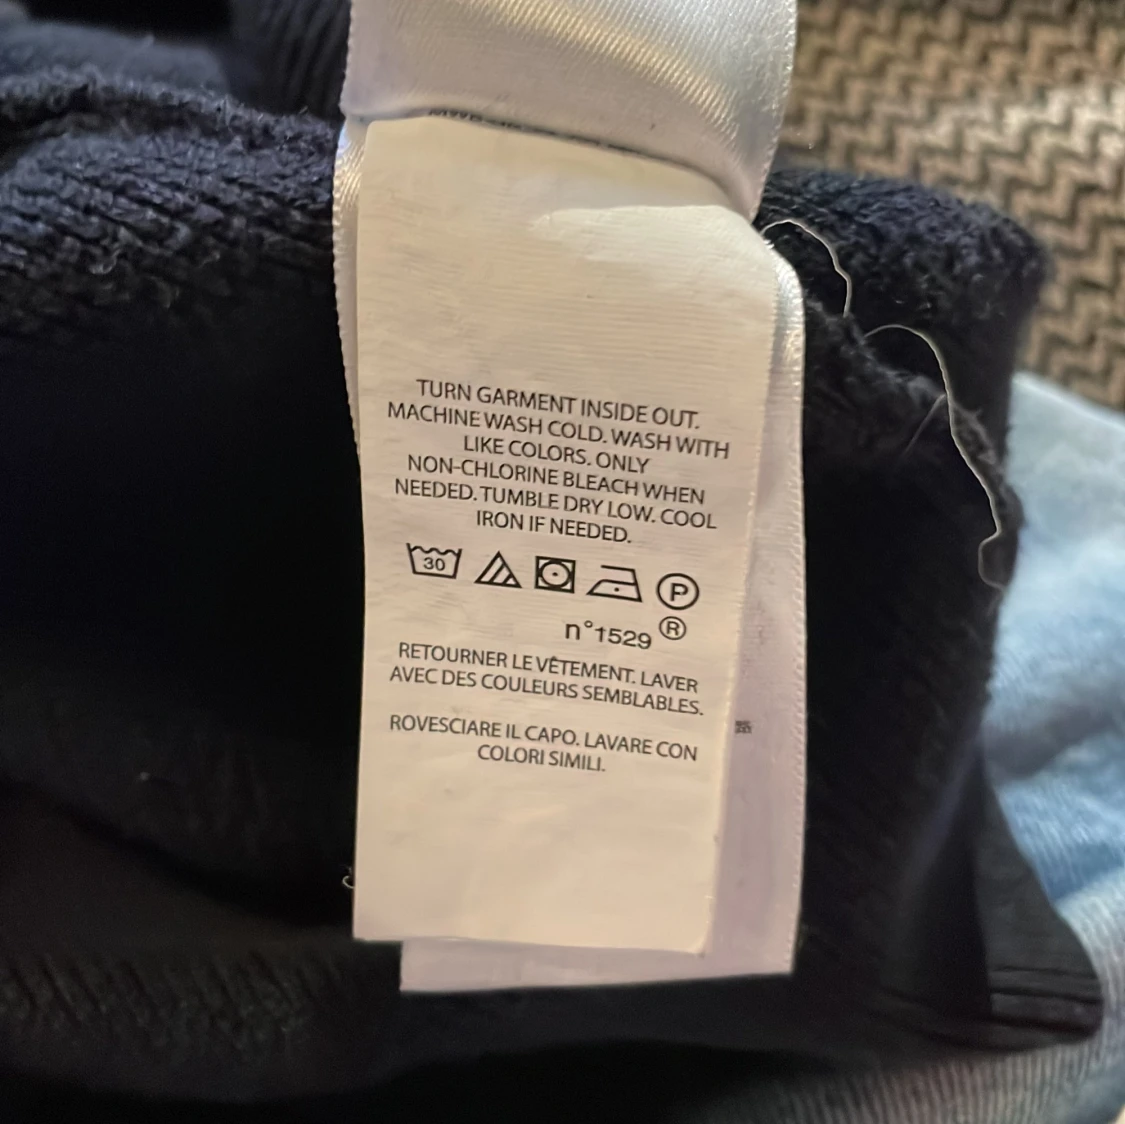 TURN GARMENT INSIDE OUT.
MACHINE WASH COLD. WASH WITH
LIKE COLORS. ONLY
NON-CHLORINE BLEACH WHEN
NEEDED. TUMBLE DRY LOW. COOL
IRON IF NEEDED.
30 P
n°1529 ®
RETOURNER LE VÊTEMENT. LAVER
AVEC DES COULEURS SEMBLABLES.
ROVESCIARE IL CAPO. LAVARE CON
COLORI SIMILI.